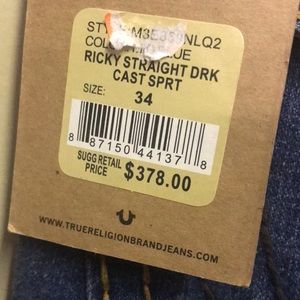 RICKY STRAIGHT DRK
CAST SPRT
SIZE: 34
8 87150 44137 8
SUGG RETAIL
PRICE $378.00
WWW.TRUERELIGIONBRANDJEANS.COM